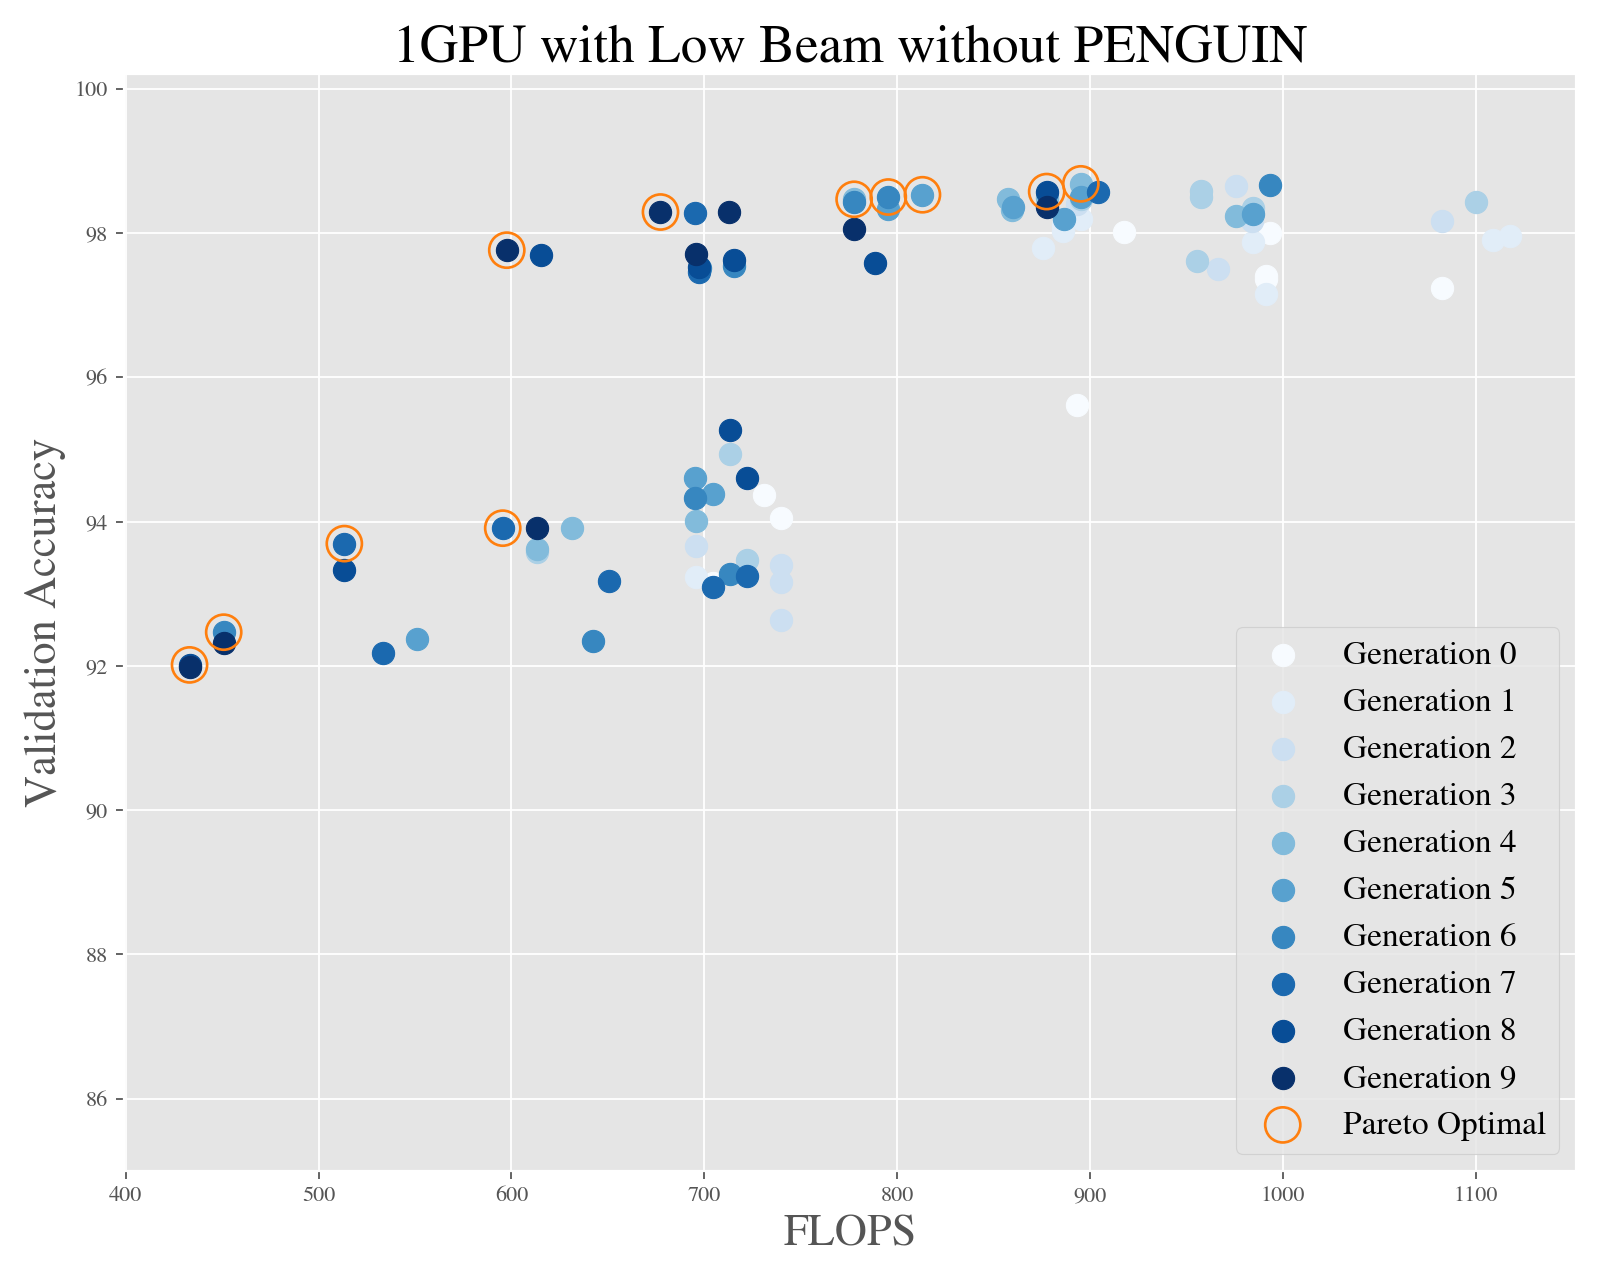 1GPU with Low Beam without PENGUIN
100
98
96
94
92
90
88
86
Validation Accuracy
400
500
600
700
800
900
1000
1100
FLOPS
Generation 0
Generation 1
Generation 2
Generation 3
Generation 4
Generation 5
Generation 6
Generation 7
Generation 8
Generation 9
Pareto Optimal